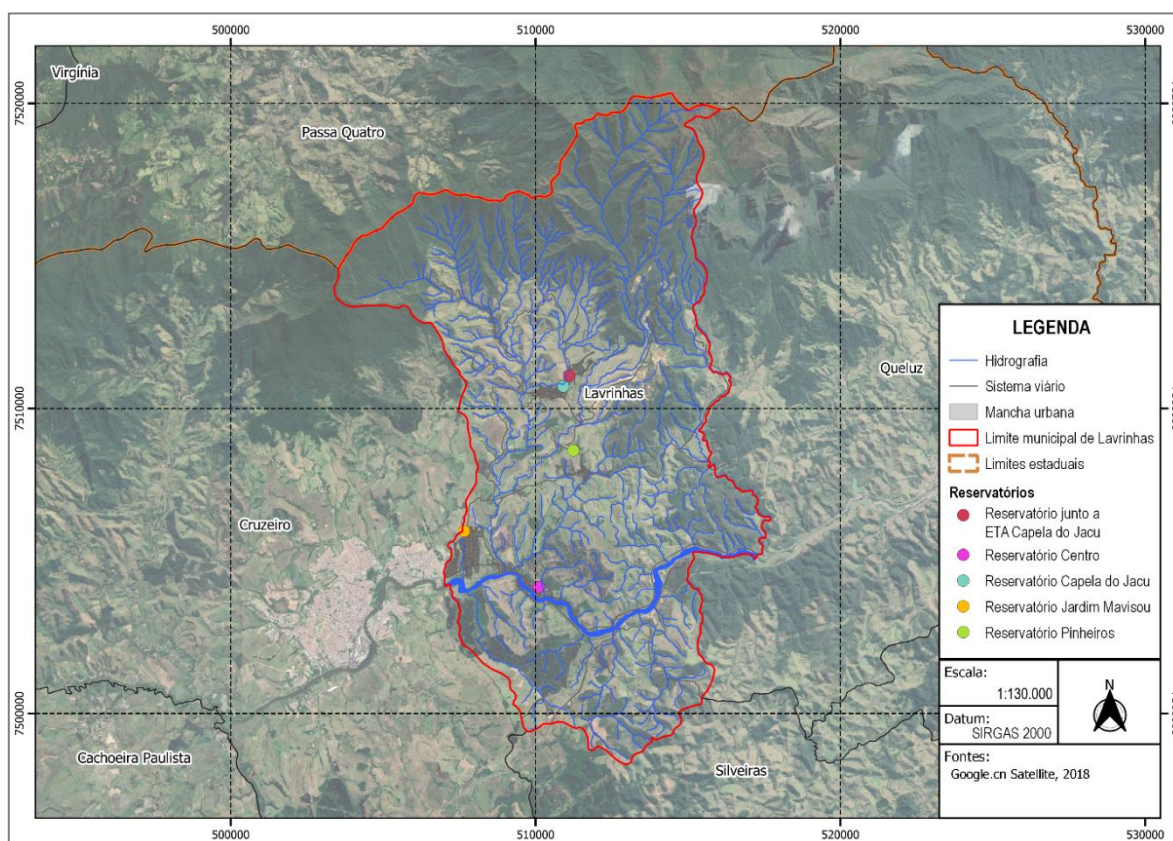 500000 510000 520000 530000
Virgínia
7520000
Passa Quatro
LEGENDA
Hidrografia
Sistema viário
Mancha urbana
Limite municipal de Lavrinhas
Limites estaduais
Reservatórios
Reservatório junto a
ETA Capela do Jacu
Reservatório Centro
Reservatório Capela do Jacu
Reservatório Jardim Mavisou
Reservatório Pinheiros
Queluz
Lavrinhas
7510000
Cruzeiro
Escala:
1:130.000
N
Datum:
SIRGAS 2000
Fontes:
Google.cn Satellite, 2018
7500000
Cachoeira Paulista
Silveiras
500000 510000 520000 530000